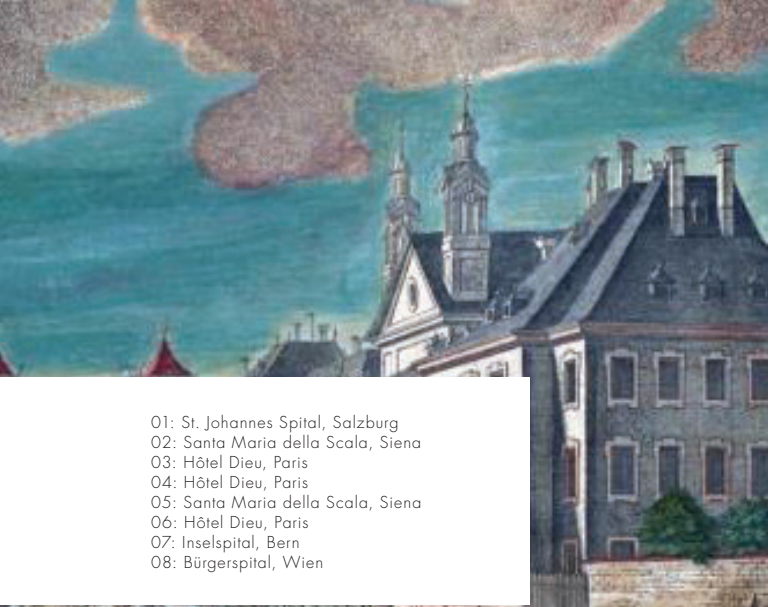 01: St. Johannes Spital, Salzburg
02: Santa Maria della Scala, Siena
03: Hôtel Dieu, Paris
04: Hôtel Dieu, Paris
05: Santa Maria della Scala, Siena
06: Hôtel Dieu, Paris
07: Inselspital, Bern
08: Bürgerspital, Wien